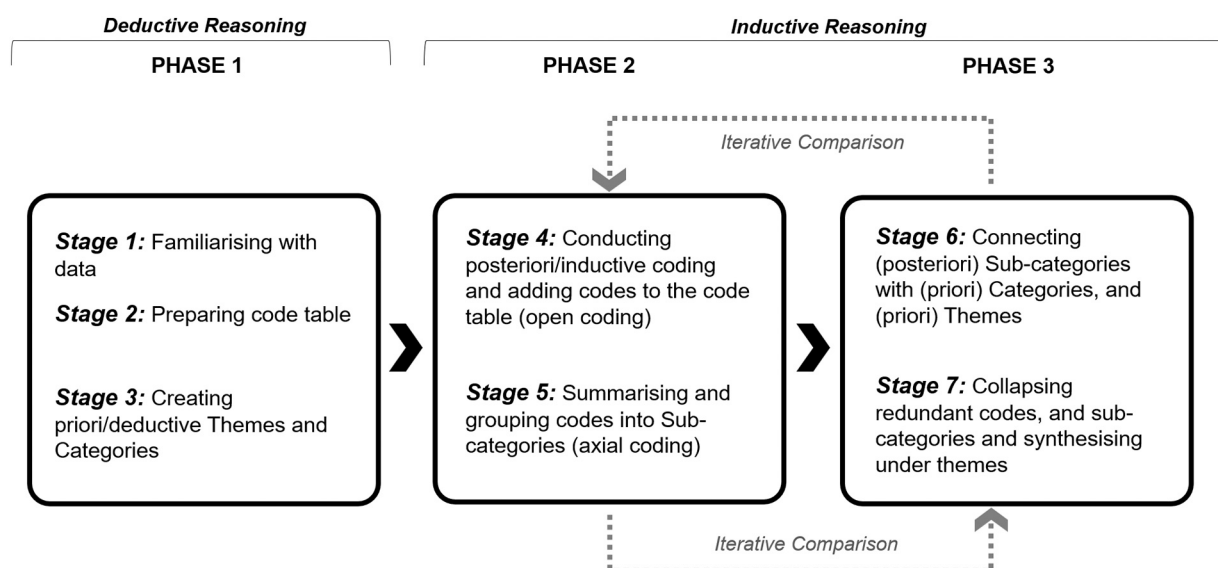 Deductive Reasoning
Inductive Reasoning
PHASE 1
PHASE 2
PHASE 3
Iterative Comparison
Stage 1: Familiarising with
data
Stage 2: Preparing code table
Stage 3: Creating
priori/deductive Themes and
Categories
Stage 4: Conducting
posteriori/inductive coding
and adding codes to the code
table (open coding)
Stage 5: Summarising and
grouping codes into Sub-
categories (axial coding)
Stage 6: Connecting
(posteriori) Sub-categories
with (priori) Categories, and
(priori) Themes
Stage 7: Collapsing
redundant codes, and sub-
categories and synthesising
under themes
Iterative Comparison